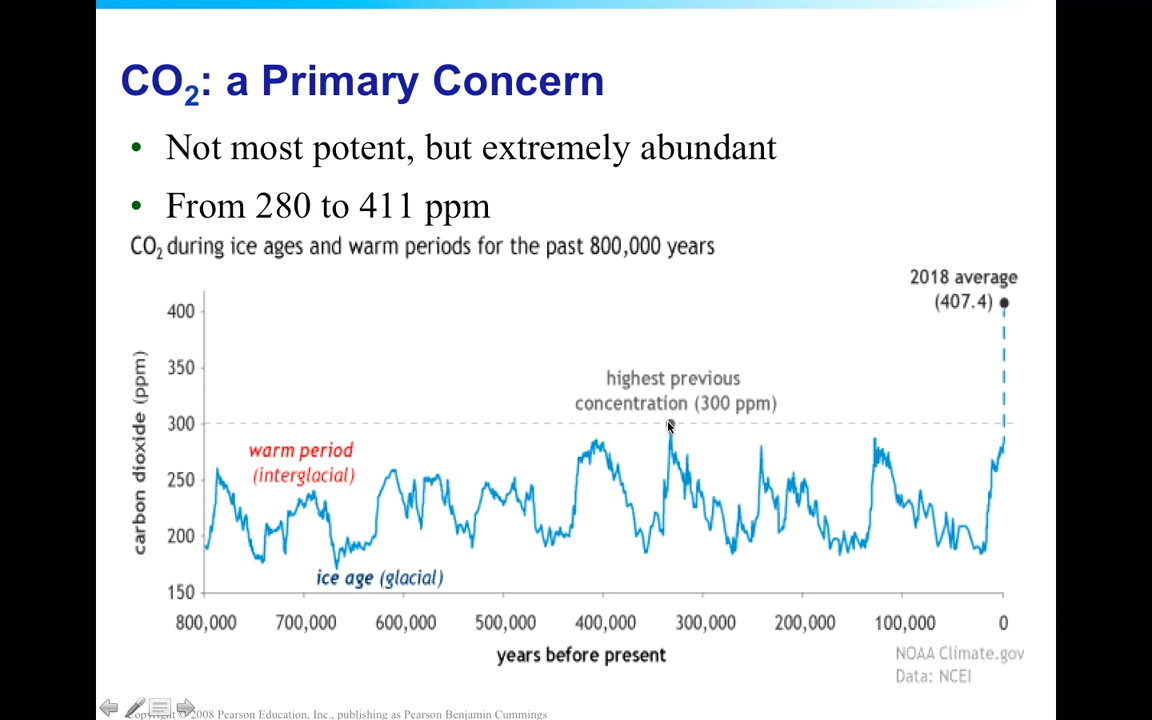 CO₂: a Primary Concern
• Not most potent, but extremely abundant
• From 280 to 411 ppm
CO₂ during ice ages and warm periods for the past 800,000 years
2018 average
(407.4)
400
350
300
250
200
150
carbon dioxide (ppm)
highest previous
concentration (300 ppm)
warm period
(interglacial)
ice age (glacial)
800,000 700,000 600,000 500,000 400,000 300,000 200,000 100,000 0
years before present
NOAA Climate.gov
Data: NCEI
Copyright © 2008 Pearson Education, Inc., publishing as Pearson Benjamin Cummings